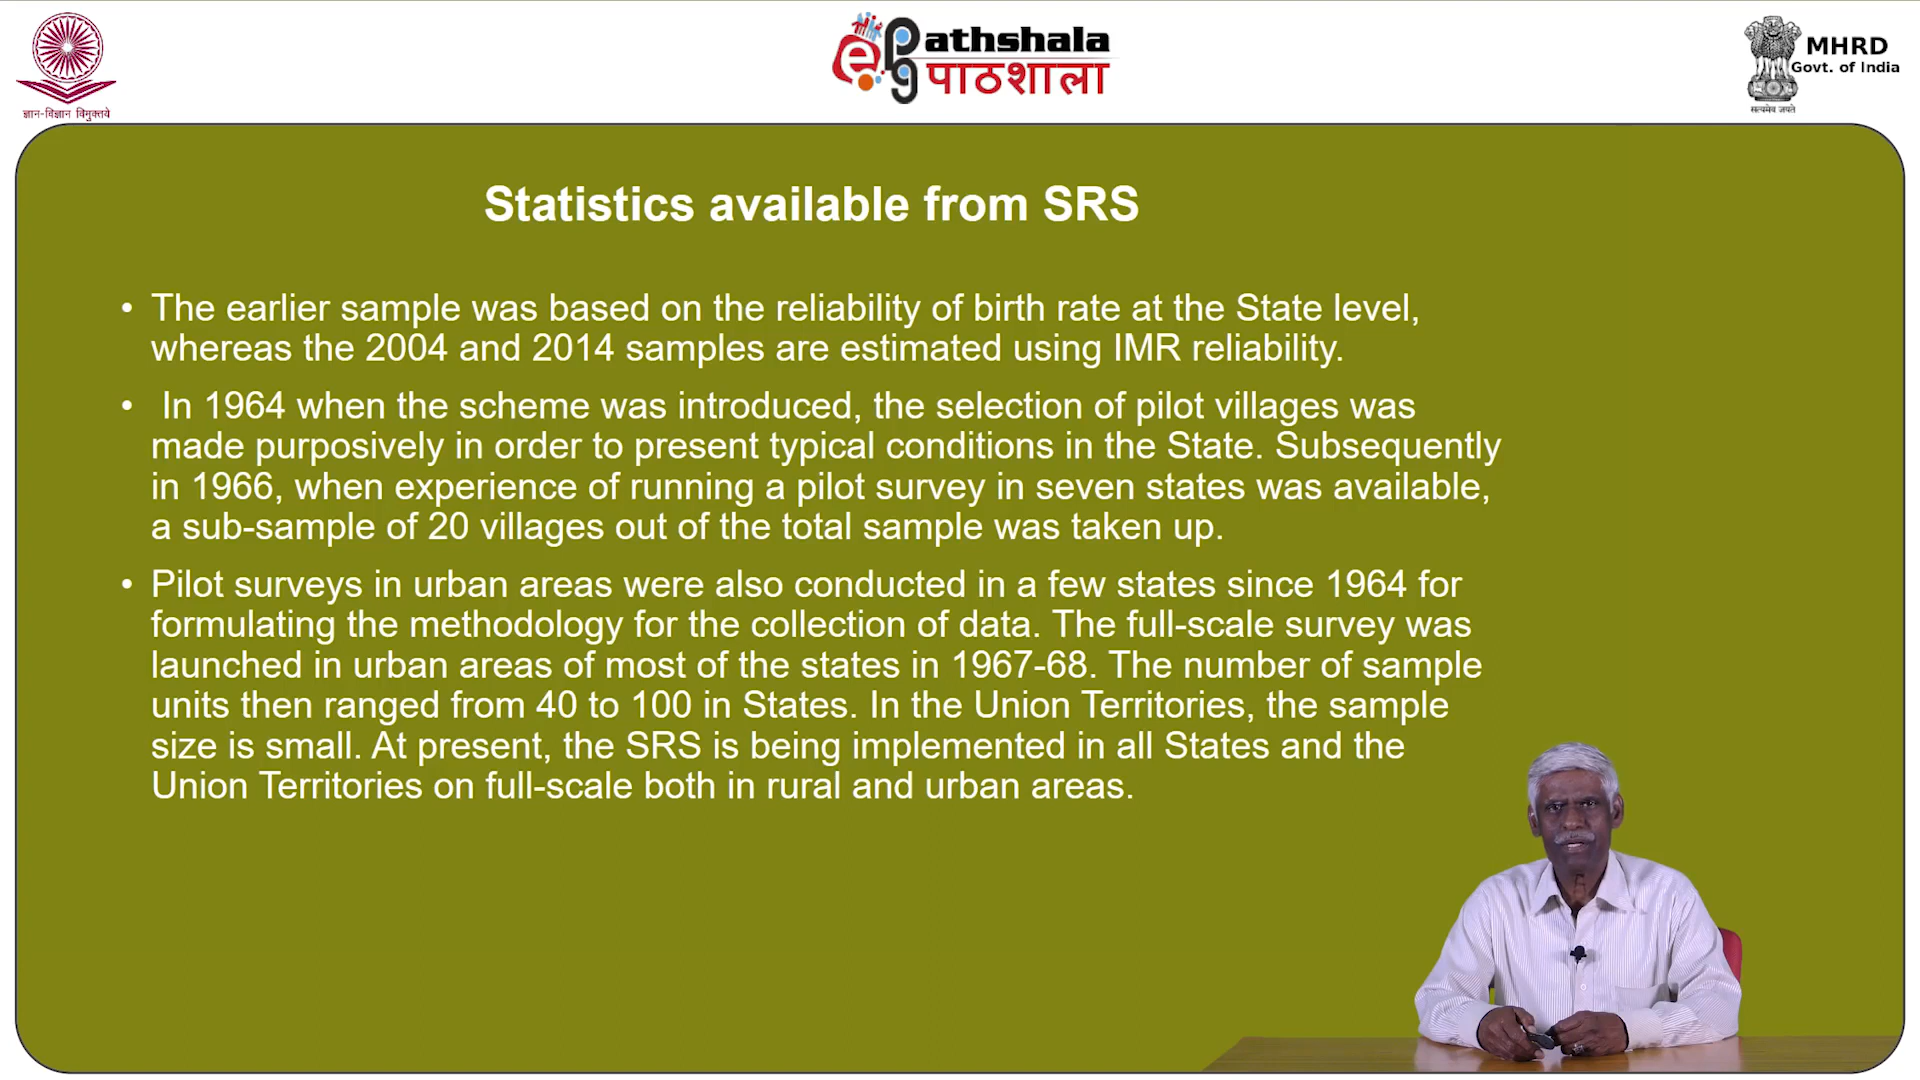 ज्ञान-विज्ञान विमुक्तये
e
Pg
athshala
पाठशाला
सत्यमेव जयते
MHRD
Govt. of India
Statistics available from SRS
• The earlier sample was based on the reliability of birth rate at the State level,
whereas the 2004 and 2014 samples are estimated using IMR reliability.
• In 1964 when the scheme was introduced, the selection of pilot villages was
made purposively in order to present typical conditions in the State. Subsequently
in 1966, when experience of running a pilot survey in seven states was available,
a sub-sample of 20 villages out of the total sample was taken up.
• Pilot surveys in urban areas were also conducted in a few states since 1964 for
formulating the methodology for the collection of data. The full-scale survey was
launched in urban areas of most of the states in 1967-68. The number of sample
units then ranged from 40 to 100 in States. In the Union Territories, the sample
size is small. At present, the SRS is being implemented in all States and the
Union Territories on full-scale both in rural and urban areas.